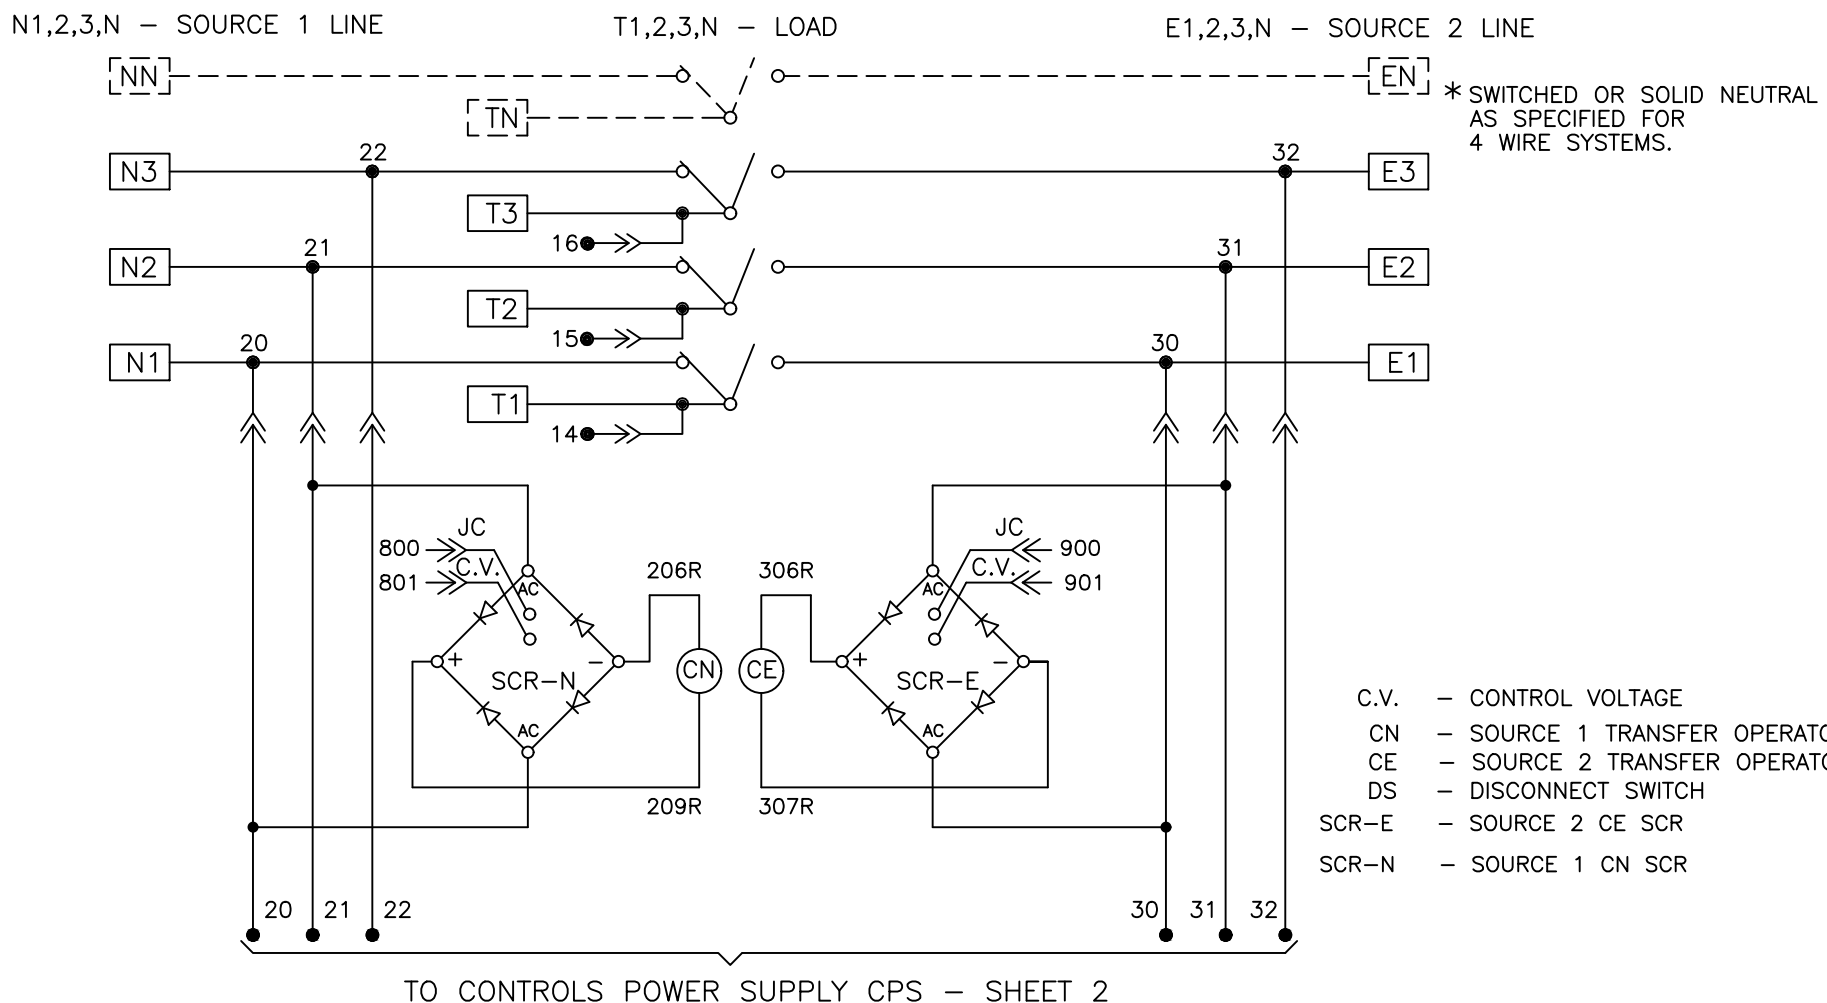 N1,2,3,N – SOURCE 1 LINE
T1,2,3,N – LOAD
E1,2,3,N – SOURCE 2 LINE
NN
EN
* SWITCHED OR SOLID NEUTRAL
AS SPECIFIED FOR
4 WIRE SYSTEMS.
TN
N3
22
32
E3
T3
16
N2
21
31
E2
T2
15
N1
20
30
E1
T1
14
JC
800
C.V.
801
AC
+
–
SCR–N
AC
206R
CN
209R
306R
CE
307R
JC
900
C.V.
901
AC
+
–
SCR–E
AC
C.V. – CONTROL VOLTAGE
CN – SOURCE 1 TRANSFER OPERATO
CE – SOURCE 2 TRANSFER OPERATO
DS – DISCONNECT SWITCH
SCR–E – SOURCE 2 CE SCR
SCR–N – SOURCE 1 CN SCR
20 21 22
30 31 32
TO CONTROLS POWER SUPPLY CPS – SHEET 2